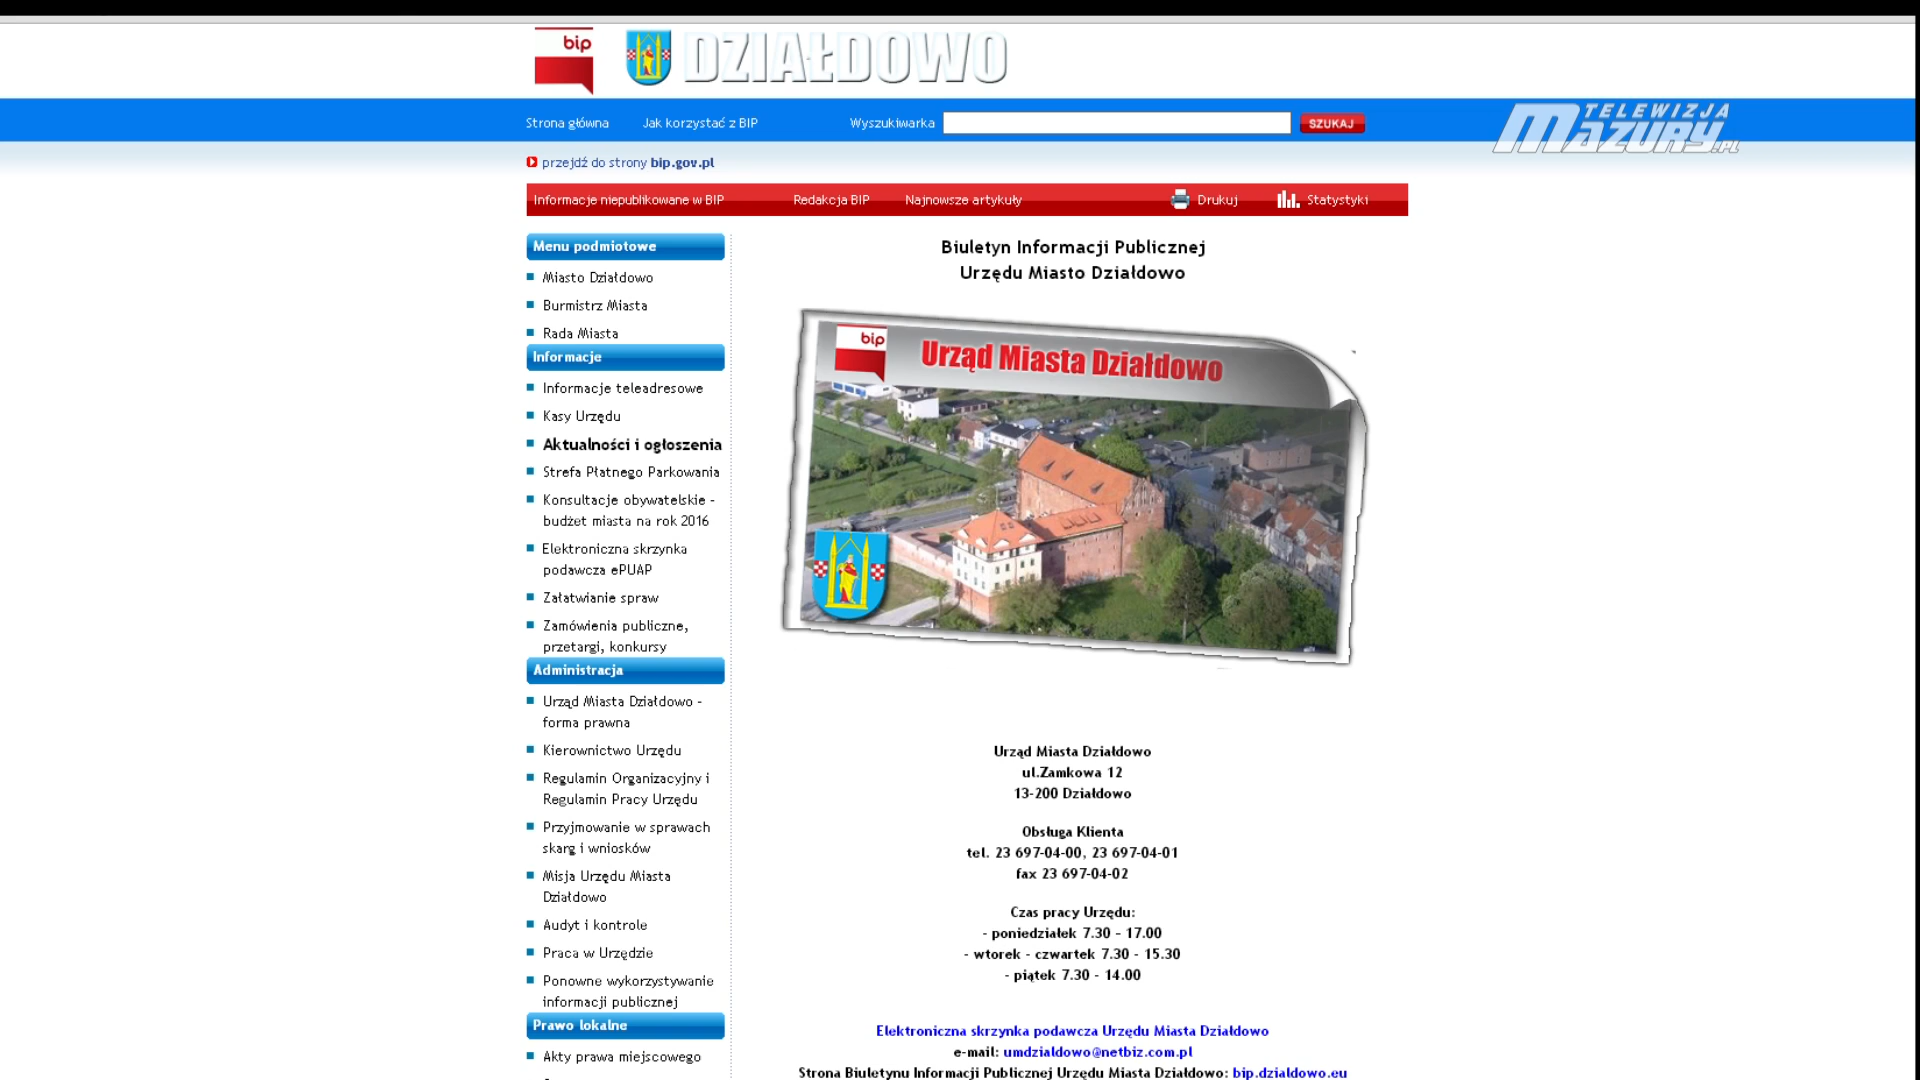 bip
DZIAŁDOWO
Strona główna
Jak korzystać z BIP
Wyszukiwarka
SZUKAJ
TELEWIZJA
MAZURY.PL
przejdź do strony bip.gov.pl
Informacje niepublikowane w BIP
Redakcja BIP
Najnowsze artykuły
Drukuj
Statystyki
Menu podmiotowe
Miasto Działdowo
Burmistrz Miasta
Rada Miasta
Informacje
Informacje teleadresowe
Kasy Urzędu
Aktualności i ogłoszenia
Strefa Płatnego Parkowania
Konsultacje obywatelskie -
budżet miasta na rok 2016
Elektroniczna skrzynka
podawcza ePUAP
Załatwianie spraw
Zamówienia publiczne,
przetargi, konkursy
Administracja
Urząd Miasta Działdowo -
forma prawna
Kierownictwo Urzędu
Regulamin Organizacyjny i
Regulamin Pracy Urzędu
Przyjmowanie w sprawach
skarg i wniosków
Misja Urzędu Miasta
Działdowo
Audyt i kontrole
Praca w Urzędzie
Ponowne wykorzystywanie
informacji publicznej
Prawo lokalne
Akty prawa miejscowego
Biuletyn Informacji Publicznej
Urzędu Miasto Działdowo
bip
Urząd Miasta Działdowo
Urząd Miasta Działdowo
ul.Zamkowa 12
13-200 Działdowo
Obsługa Klienta
tel. 23 697-04-00, 23 697-04-01
fax 23 697-04-02
Czas pracy Urzędu:
- poniedziałek 7.30 - 17.00
- wtorek - czwartek 7.30 - 15.30
- piątek 7.30 - 14.00
Elektroniczna skrzynka podawcza Urzędu Miasta Działdowo
e-mail: umdzialdowo@netbiz.com.pl
Strona Biuletynu Informacji Publicznej Urzędu Miasta Działdowo: bip.dzialdowo.eu